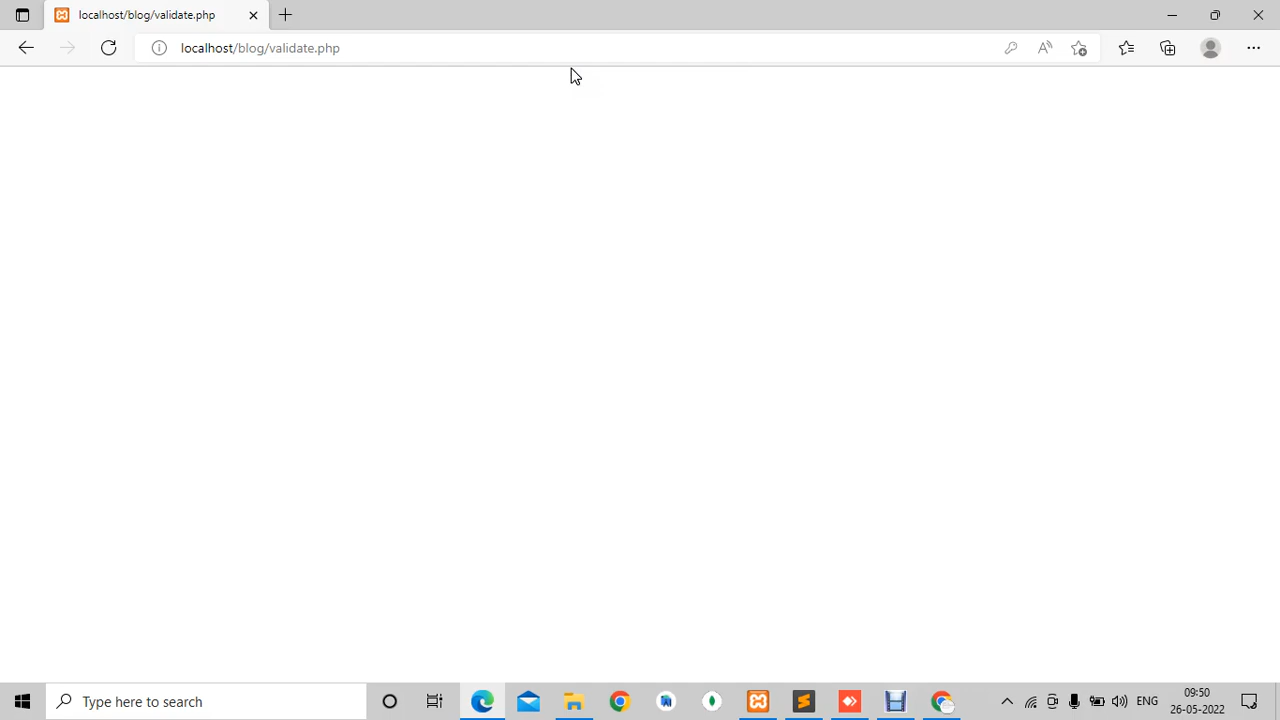 localhost/blog/validate.php
localhost/blog/validate.php
Type here to search
ENG
09:50
26-05-2022